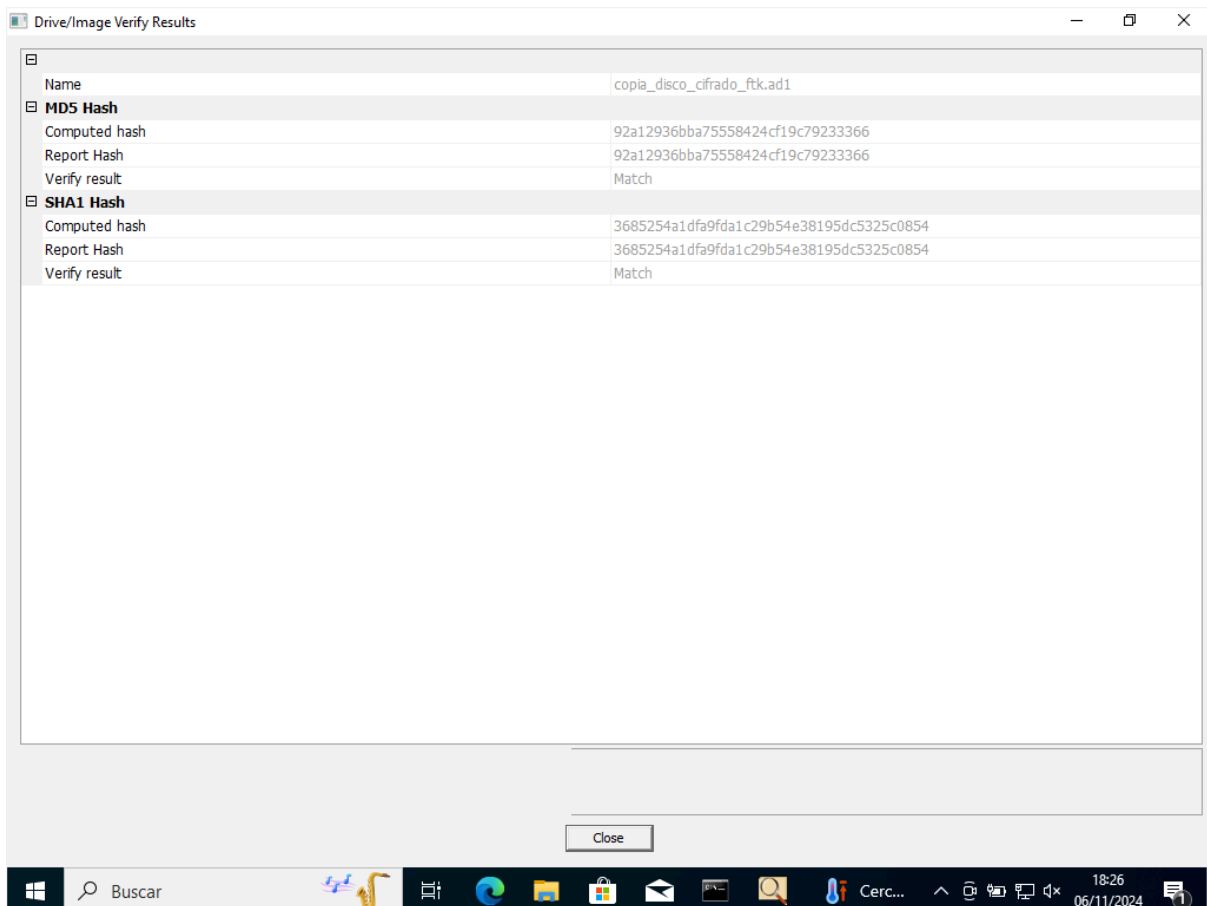 Drive/Image Verify Results
Name copia_disco_cifrado_ftk.ad1
MD5 Hash
Computed hash 92a12936bba75558424cf19c79233366
Report Hash 92a12936bba75558424cf19c79233366
Verify result Match
SHA1 Hash
Computed hash 3685254a1dfa9fda1c29b54e38195dc5325c0854
Report Hash 3685254a1dfa9fda1c29b54e38195dc5325c0854
Verify result Match
Close
Buscar
Cerc...
18:26
06/11/2024
1